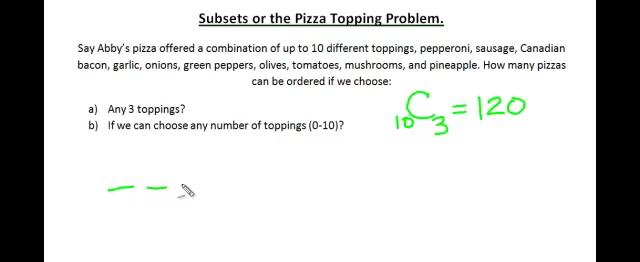 Subsets or the Pizza Topping Problem.
Say Abby's pizza offered a combination of up to 10 different toppings, pepperoni, sausage, Canadian
bacon, garlic, onions, green peppers, olives, tomatoes, mushrooms, and pineapple. How many pizzas
can be ordered if we choose:
a) Any 3 toppings?
b) If we can choose any number of toppings (0-10)?
10C3 = 120